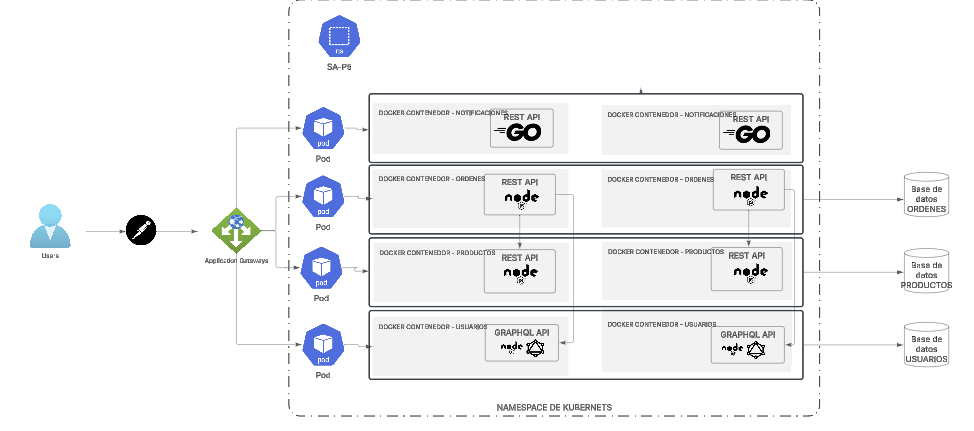 ns
SA-P5
DOCKER CONTENEDOR - NOTIFICACIONES
REST API
GO
DOCKER CONTENEDOR - NOTIFICACIONES
REST API
GO
pod
Pod
DOCKER CONTENEDOR - ORDENES
REST API
node
DOCKER CONTENEDOR - ORDENES
REST API
node
pod
Pod
Base de
datos
ORDENES
Users
Application Gateways
DOCKER CONTENEDOR - PRODUCTOS
REST API
node
DOCKER CONTENEDOR - PRODUCTOS
REST API
node
pod
Pod
Base de
datos
PRODUCTOS
DOCKER CONTENEDOR - USUARIOS
GRAPHQL API
node
DOCKER CONTENEDOR - USUARIOS
GRAPHQL API
node
pod
Pod
Base de
datos
USUARIOS
NAMESPACE DE KUBERNETS